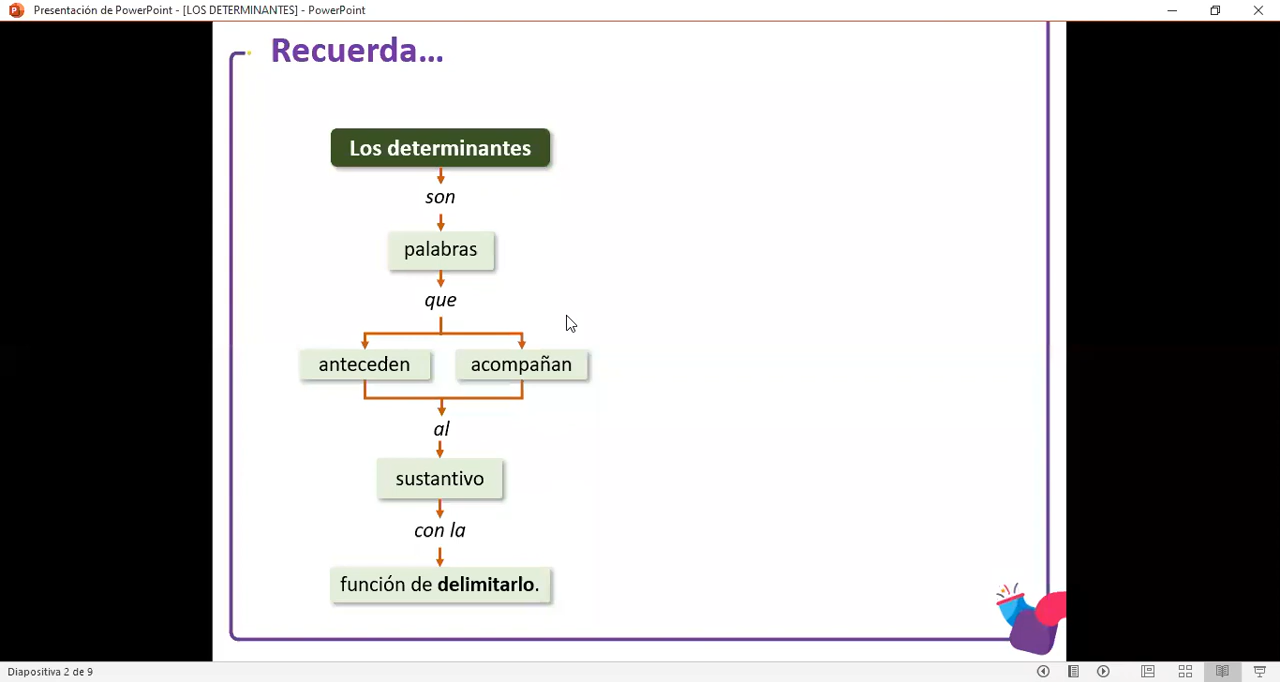 Presentación de PowerPoint - [LOS DETERMINANTES] - PowerPoint
Recuerda...
Los determinantes
son
palabras
que
anteceden acompañan
al
sustantivo
con la
función de delimitarlo.
Diapositiva 2 de 9